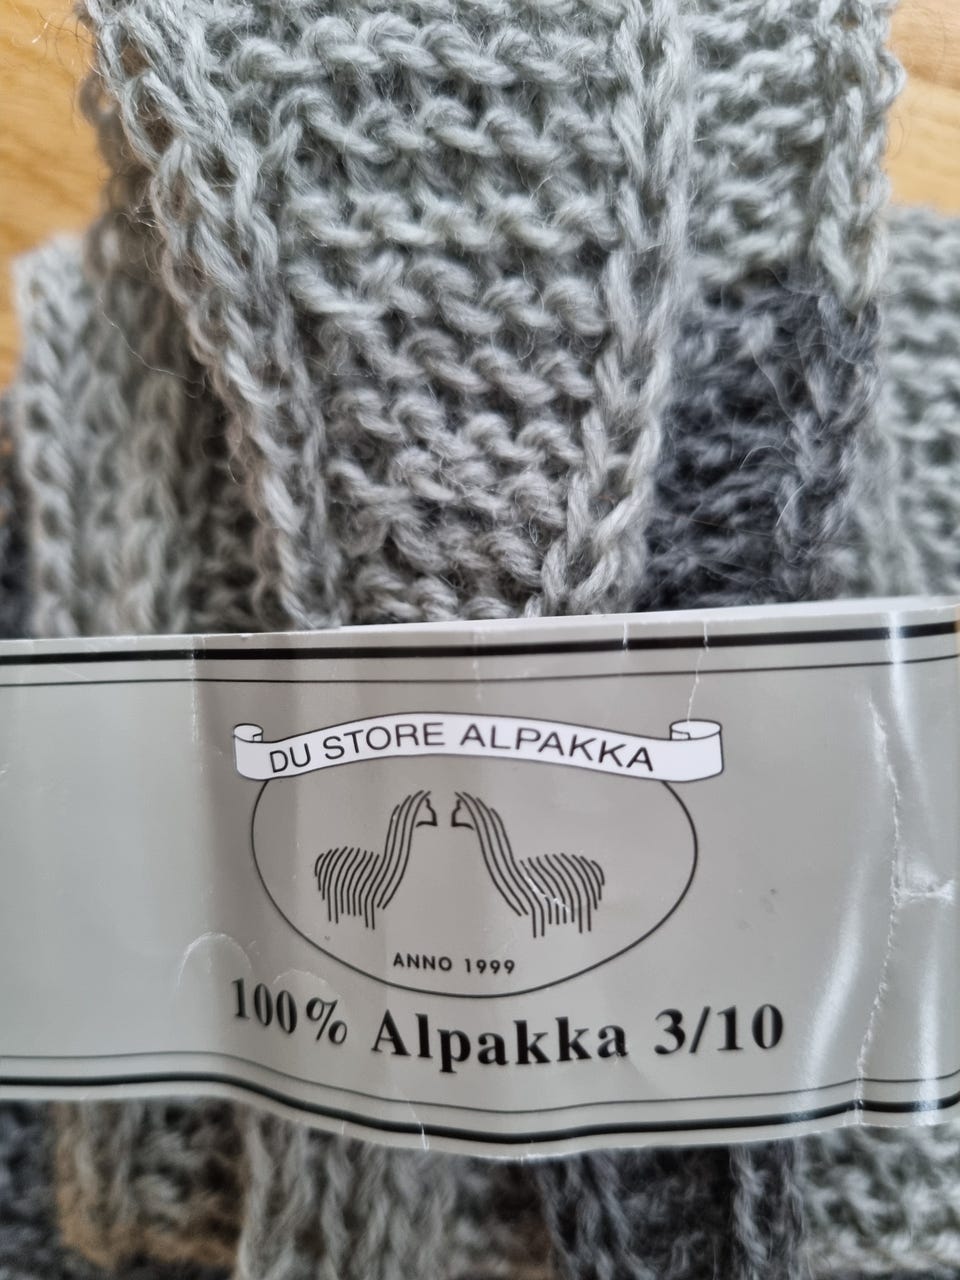 DU STORE ALPAKKA
ANNO 1999
100% Alpakka 3/10